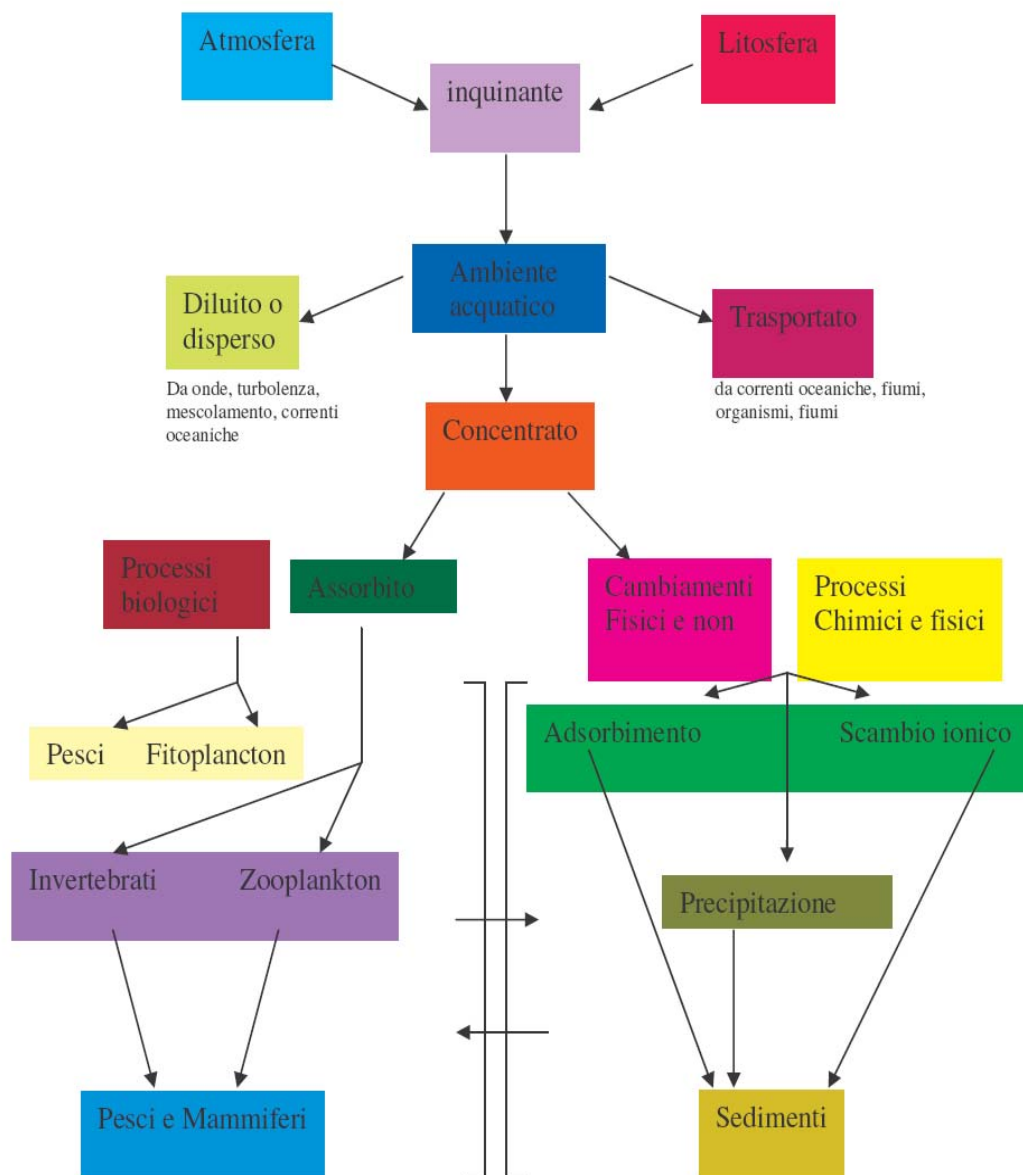 Atmosfera
Litosfera
inquinante
Ambiente
acquatico
Diluito o
disperso
Trasportato
Da onde, turbolenza,
mescolamento, correnti
oceaniche
da correnti oceaniche, fiumi,
organismi, fiumi
Concentrato
Processi
biologici
Assorbito
Cambiamenti
Fisici e non
Processi
Chimici e fisici
Pesci
Fitoplancton
Adsorbimento
Scambio ionico
Invertebrati
Zooplankton
Precipitazione
Pesci e Mammiferi
Sedimenti